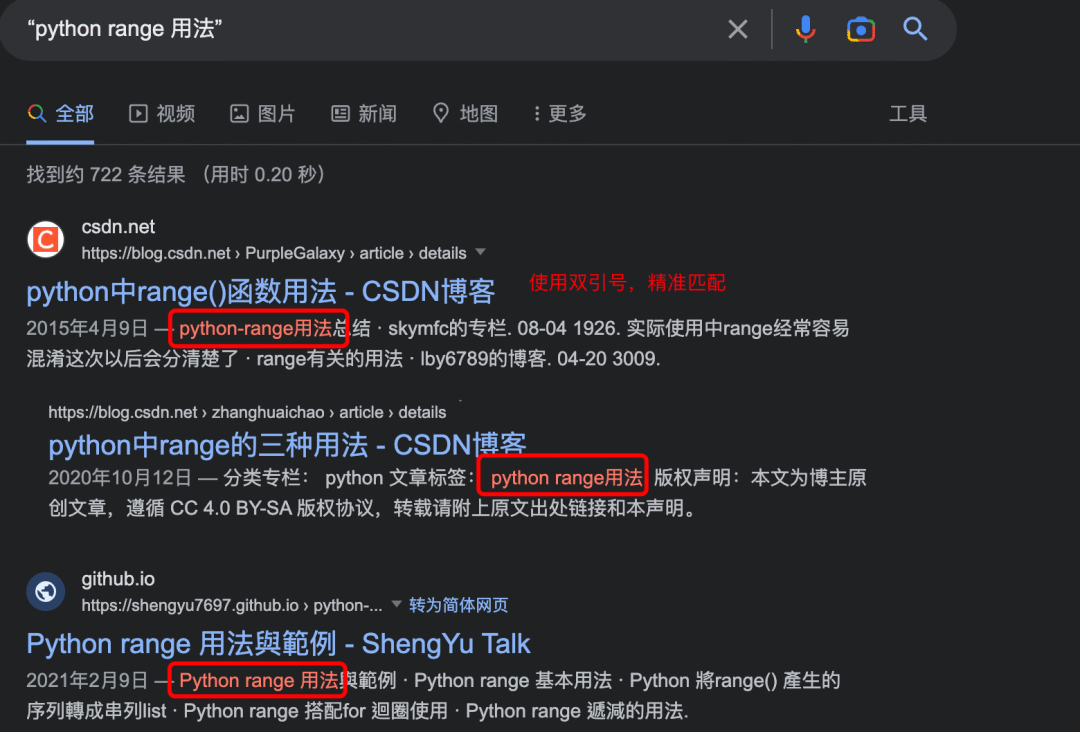 “python range 用法”
全部 视频 图片 新闻 地图 更多 工具
找到约 722 条结果 （用时 0.20 秒）
csdn.net
https://blog.csdn.net › PurpleGalaxy › article › details
python中range()函数用法 - CSDN博客 使用双引号，精准匹配
2015年4月9日 — python-range用法总结 · skymfc的专栏. 08-04 1926. 实际使用中range经常容易
混淆这次以后会分清楚了 · range有关的用法 · lby6789的博客. 04-20 3009.
https://blog.csdn.net › zhanghuaichao › article › details
python中range的三种用法 - CSDN博客
2020年10月12日 — 分类专栏： python 文章标签： python range用法 版权声明：本文为博主原
创文章，遵循 CC 4.0 BY-SA 版权协议，转载请附上原文出处链接和本声明。
github.io
https://shengyu7697.github.io › python-... 转为简体网页
Python range 用法與範例 - ShengYu Talk
2021年2月9日 — Python range 用法與範例 · Python range 基本用法 · Python 將range() 產生的
序列轉成串列list · Python range 搭配for 迴圈使用 · Python range 遞減的用法.